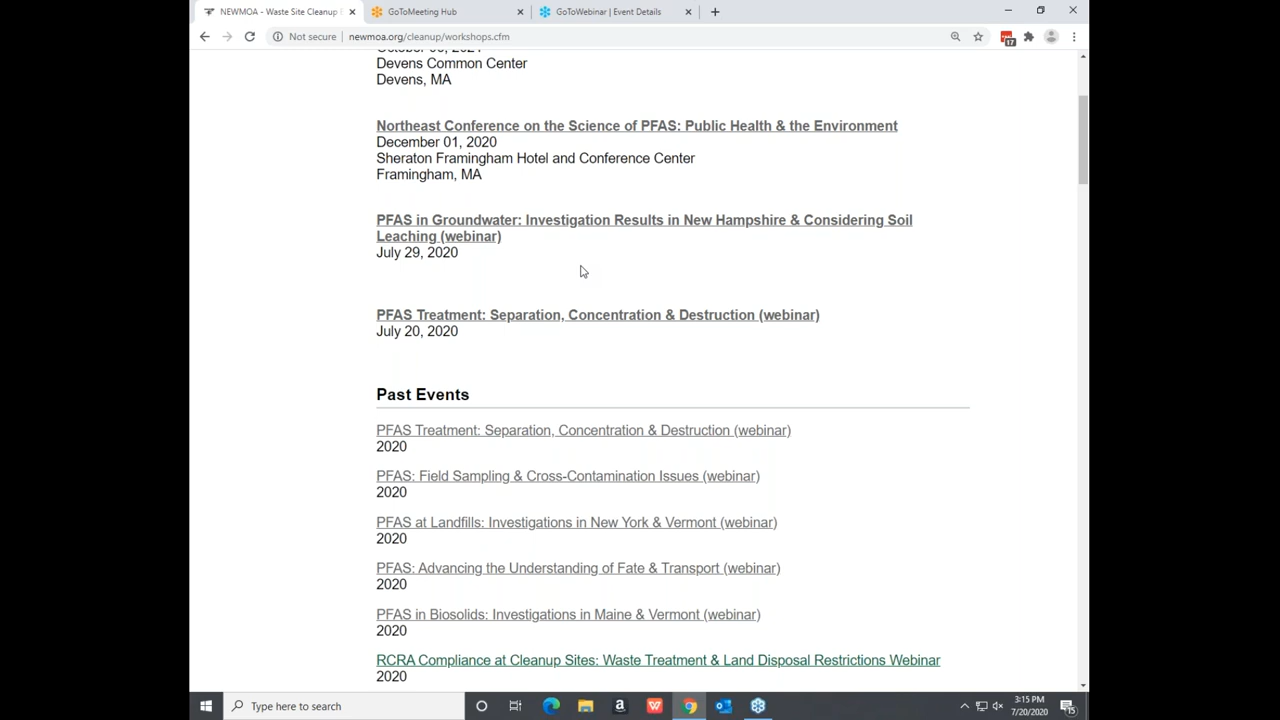 NEWMOA - Waste Site Cleanup
GoToMeeting Hub
GoToWebinar | Event Details
Not secure
newmoa.org/cleanup/workshops.cfm
17
Devens Common Center
Devens, MA
Northeast Conference on the Science of PFAS: Public Health & the Environment
December 01, 2020
Sheraton Framingham Hotel and Conference Center
Framingham, MA
PFAS in Groundwater: Investigation Results in New Hampshire & Considering Soil
Leaching (webinar)
July 29, 2020
PFAS Treatment: Separation, Concentration & Destruction (webinar)
July 20, 2020
Past Events
PFAS Treatment: Separation, Concentration & Destruction (webinar)
2020
PFAS: Field Sampling & Cross-Contamination Issues (webinar)
2020
PFAS at Landfills: Investigations in New York & Vermont (webinar)
2020
PFAS: Advancing the Understanding of Fate & Transport (webinar)
2020
PFAS in Biosolids: Investigations in Maine & Vermont (webinar)
2020
RCRA Compliance at Cleanup Sites: Waste Treatment & Land Disposal Restrictions Webinar
2020
Type here to search
3:15 PM
7/20/2020
15